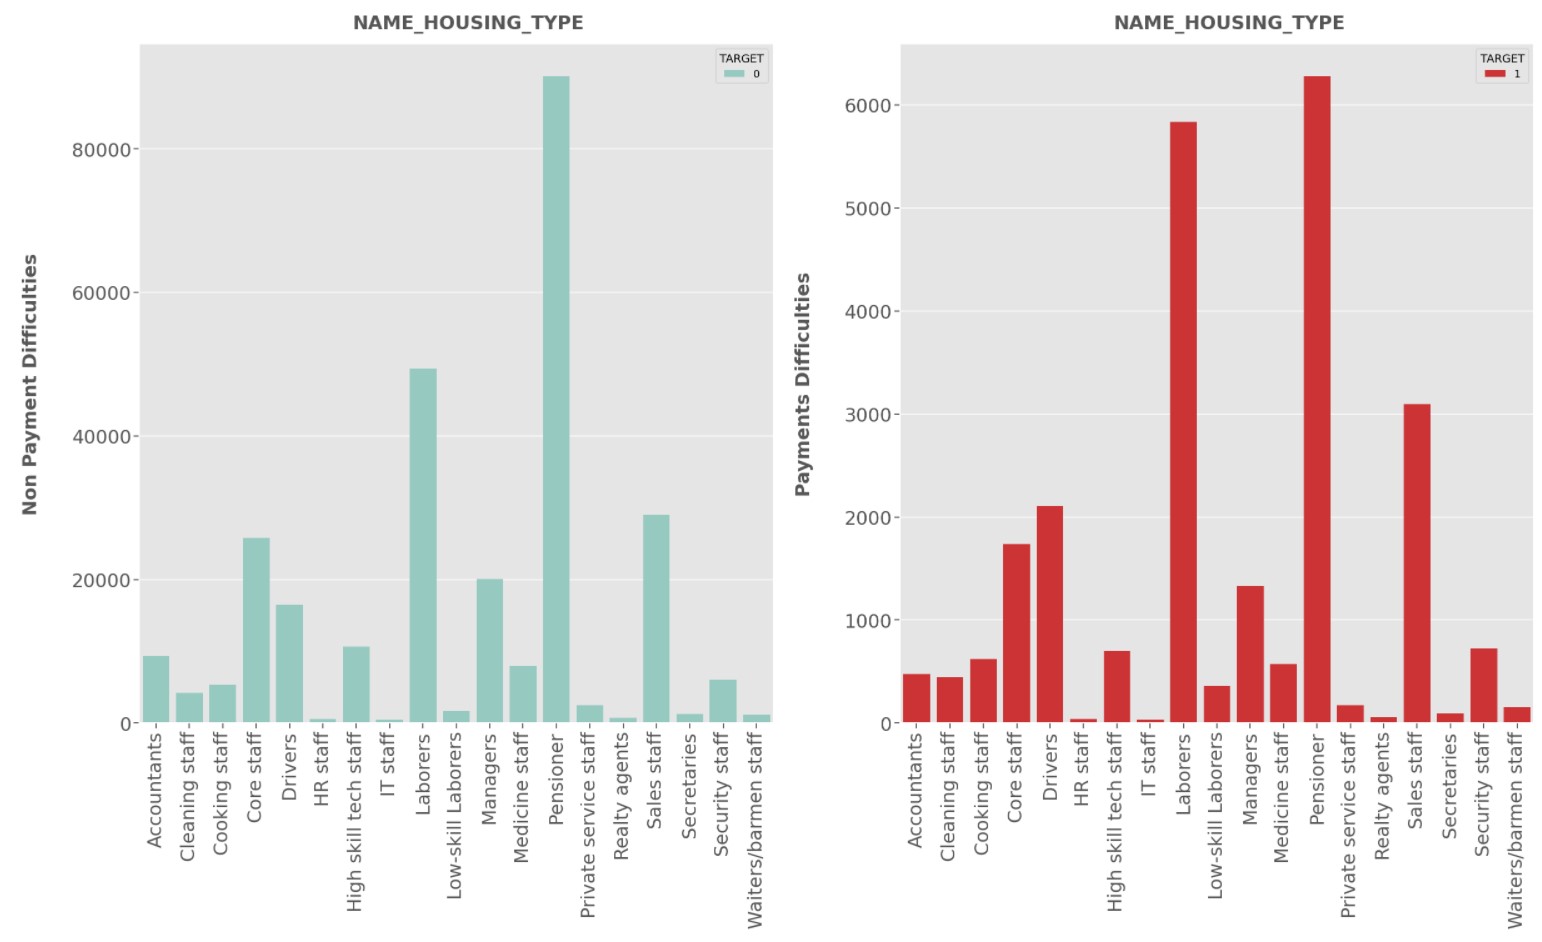 NAME_HOUSING_TYPE
TARGET
0
Non Payment Difficulties
80000
60000
40000
20000
0
Accountants
Cleaning staff
Cooking staff
Core staff
Drivers
HR staff
High skill tech staff
IT staff
Laborers
Low-skill Laborers
Managers
Medicine staff
Pensioner
Private service staff
Realty agents
Sales staff
Secretaries
Security staff
Waiters/barmen staff
NAME_HOUSING_TYPE
TARGET
1
Payments Difficulties
6000
5000
4000
3000
2000
1000
0
Accountants
Cleaning staff
Cooking staff
Core staff
Drivers
HR staff
High skill tech staff
IT staff
Laborers
Low-skill Laborers
Managers
Medicine staff
Pensioner
Private service staff
Realty agents
Sales staff
Secretaries
Security staff
Waiters/barmen staff